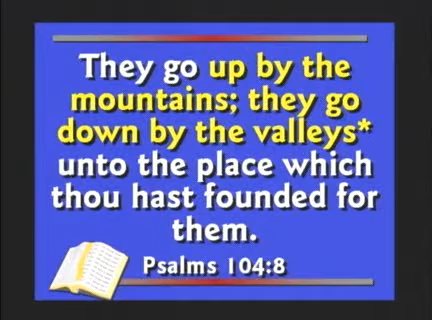 They go up by the
mountains; they go
down by the valleys*
unto the place which
thou hast founded for
them.
Psalms 104:8